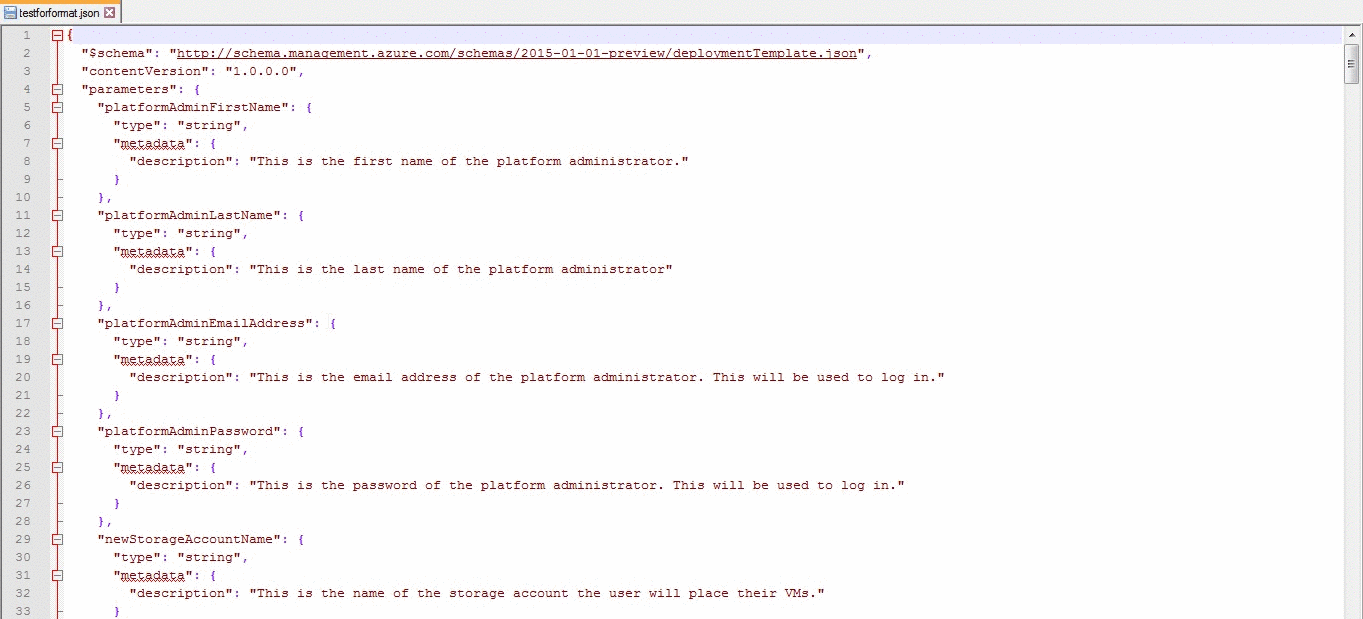 testforformat.json
1 {
2 "$schema": "http://schema.management.azure.com/schemas/2015-01-01-preview/deploymentTemplate.json",
3 "contentVersion": "1.0.0.0",
4 "parameters": {
5 "platformAdminFirstName": {
6 "type": "string",
7 "metadata": {
8 "description": "This is the first name of the platform administrator."
9 }
10 },
11 "platformAdminLastName": {
12 "type": "string",
13 "metadata": {
14 "description": "This is the last name of the platform administrator"
15 }
16 },
17 "platformAdminEmailAddress": {
18 "type": "string",
19 "metadata": {
20 "description": "This is the email address of the platform administrator. This will be used to log in."
21 }
22 },
23 "platformAdminPassword": {
24 "type": "string",
25 "metadata": {
26 "description": "This is the password of the platform administrator. This will be used to log in."
27 }
28 },
29 "newStorageAccountName": {
30 "type": "string",
31 "metadata": {
32 "description": "This is the name of the storage account the user will place their VMs."
33 }